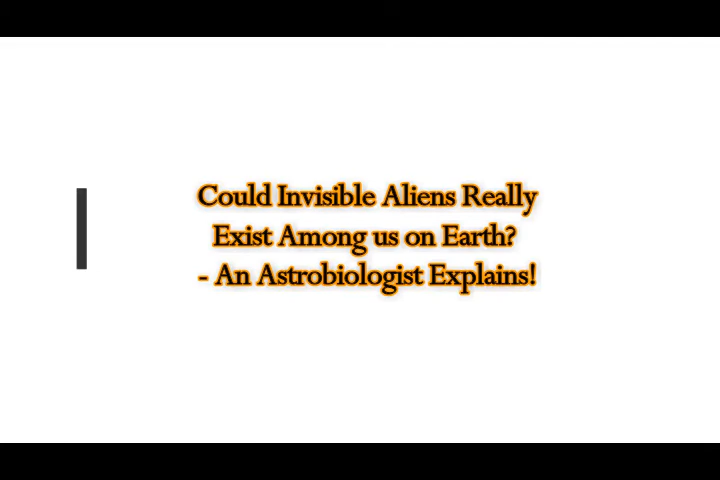 Could Invisible Aliens Really
Exist Among us on Earth?
- An Astrobiologist Explains!